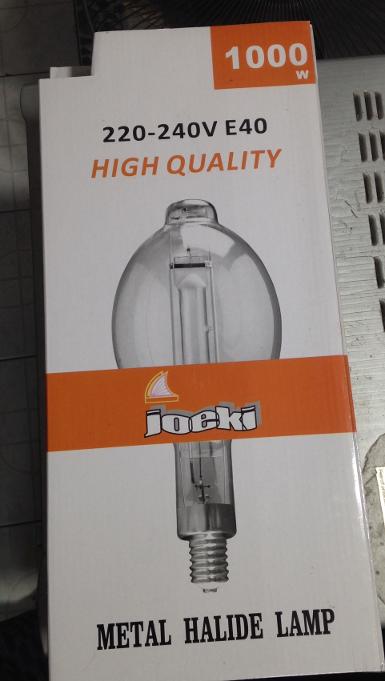 1000
W
220-240V E40
HIGH QUALITY
joeki
METAL HALIDE LAMP